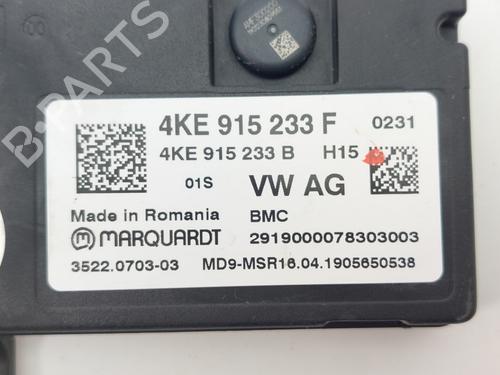 B-PARTS
4KE 915 233 F 0231
4KE 915 233 B H15
01S VW AG
Made in Romania BMC
MARQUARDT 2919000078303003
3522.0703-03 MD9-MSR16.04.1905650538